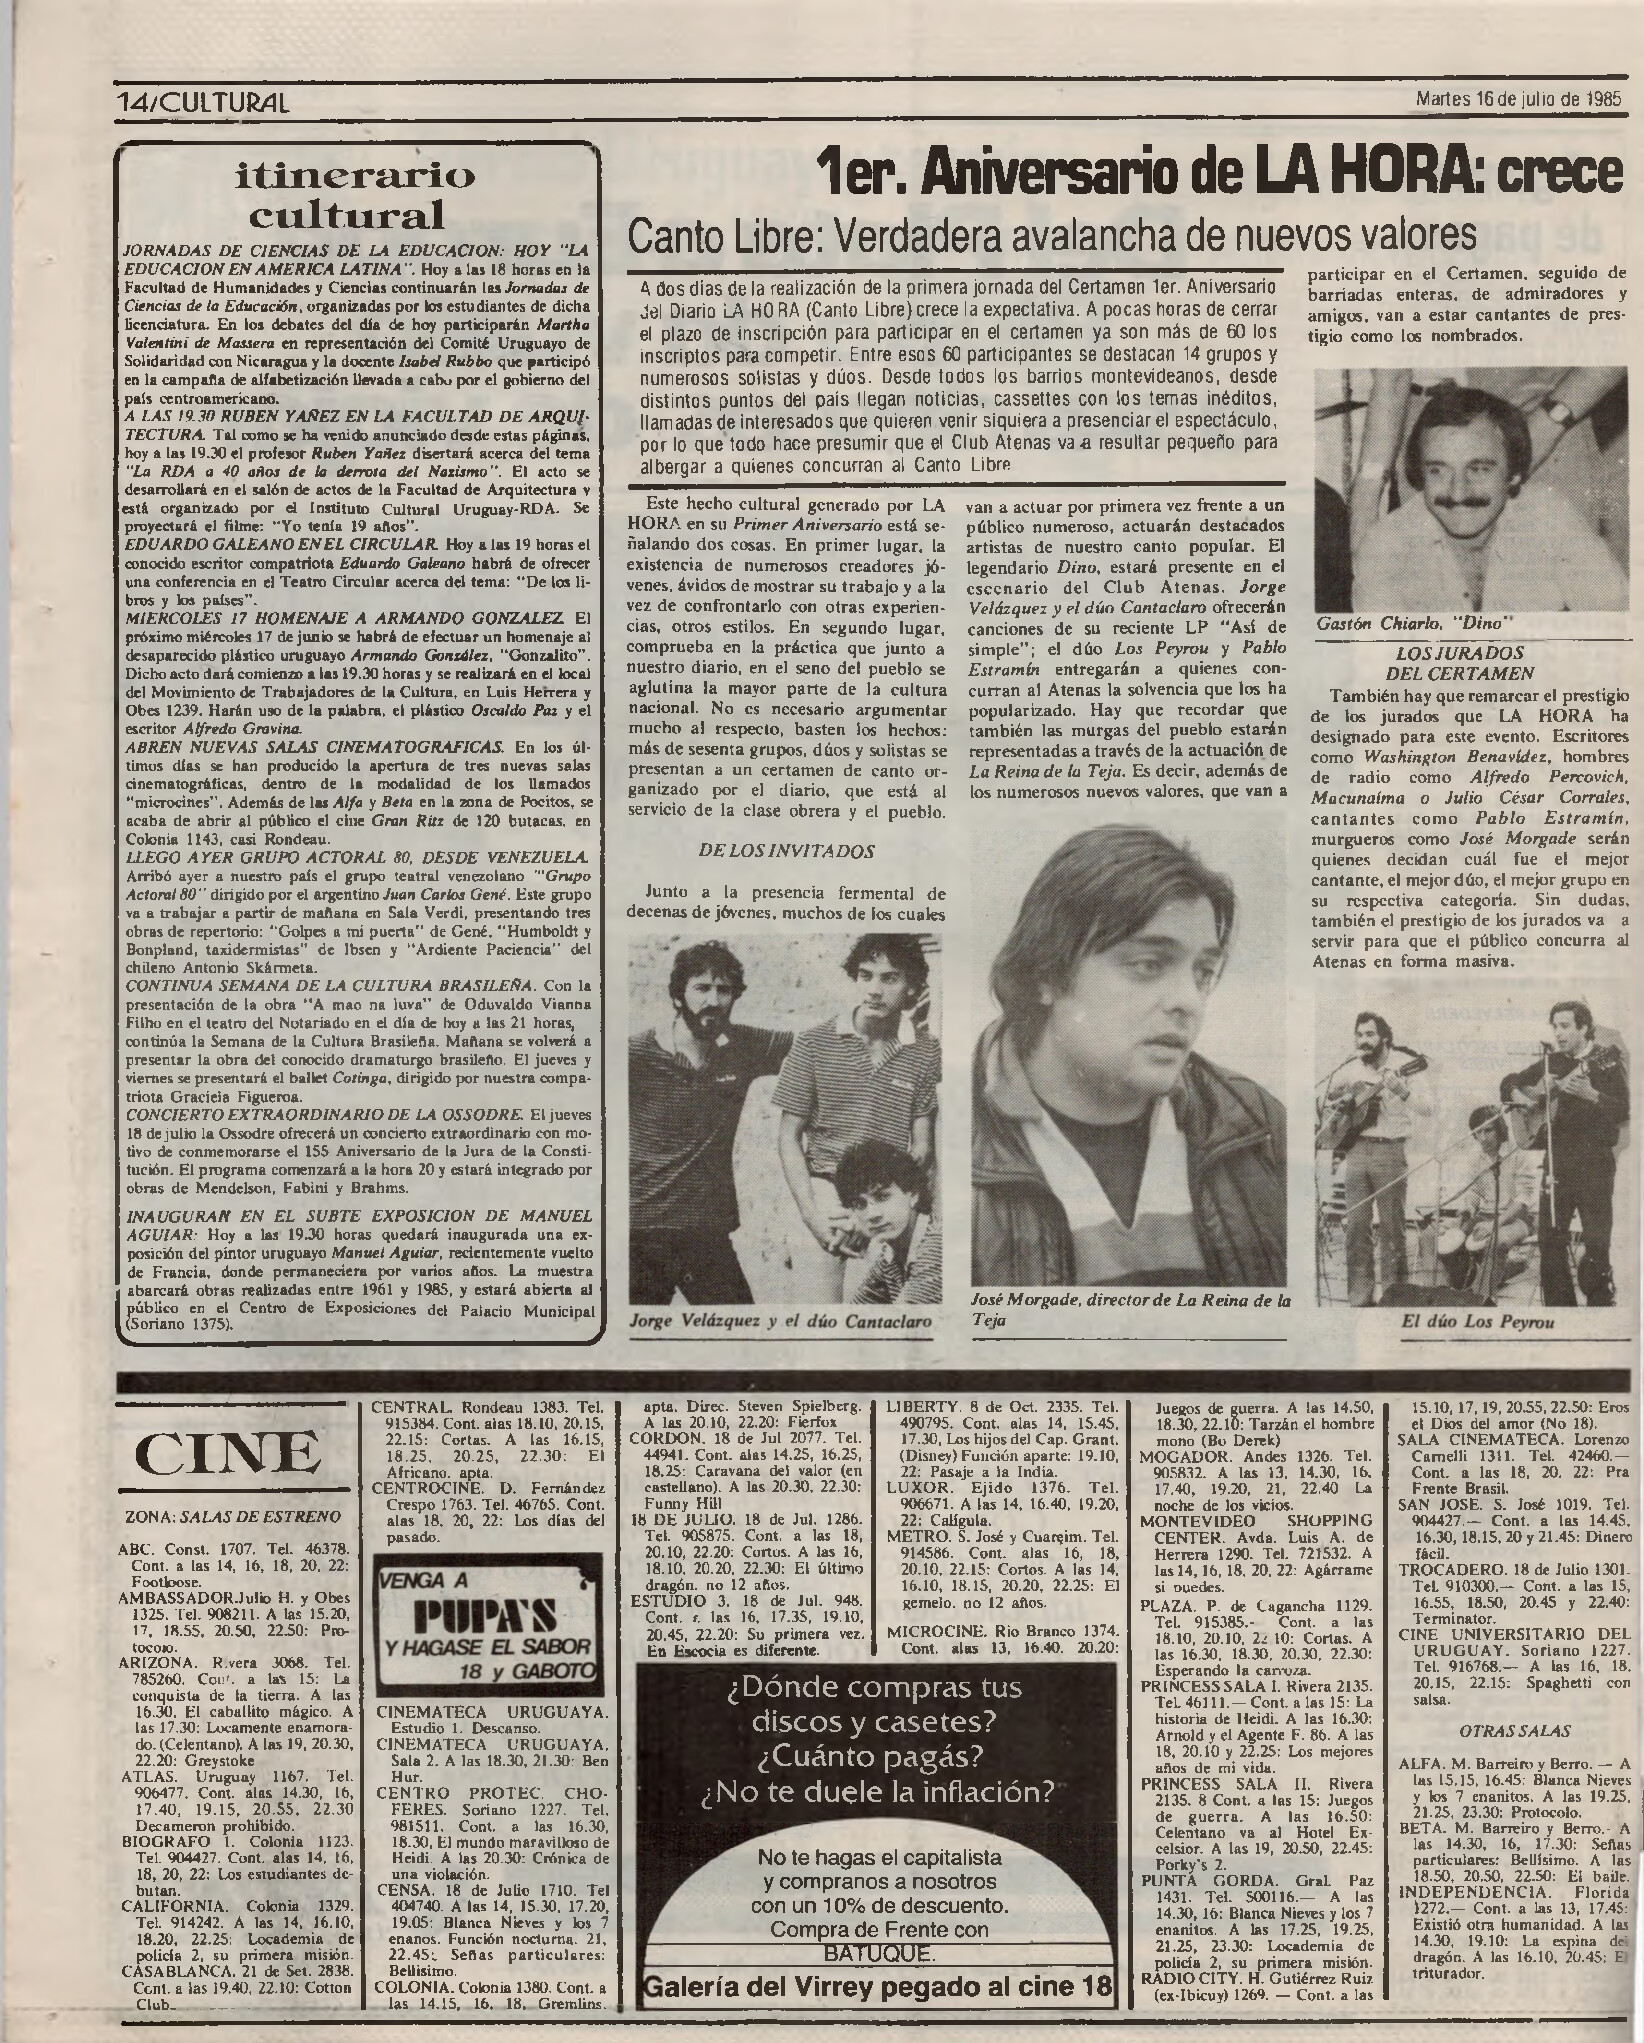 14/CULTURAL
Martes 16 de julio de 1985
itinerario
cultural
JORNADAS DE CIENCIAS DE LA EDUCACION: HOY "LA
EDUCACION EN AMERICA LATINA". Hoy a las 18 horas en la
Facultad de Humanidades y Ciencias continuarán las Jornadas de
Ciencias de la Educación, organizadas por los estudiantes de dicha
licenciatura. En los debates del día de hoy participarán Martha
Valentini de Massera en representación del Comité Uruguayo de
Solidaridad con Nicaragua y la docente Isabel Rubbo que participó
en la campaña de alfabetización llevada a cabo por el gobierno del
país centroamericano.
A LAS 19.30 RUBEN YAÑEZ EN LA FACULTAD DE ARQUI-
TECTURA. Tal como se ha venido anunciado desde estas páginas,
hoy a las 19.30 el profesor Ruben Yañez disertará acerca del tema
"La RDA a 40 años de la derrota del Nazismo". El acto se
desarrollará en el salón de actos de la Facultad de Arquitectura y
está organizado por el Instituto Cultural Uruguay-RDA. Se
proyectará el filme: "Yo tenía 19 años".
EDUARDO GALEANO EN EL CIRCULAR. Hoy a las 19 horas el
conocido escritor compatriota Eduardo Galeano habrá de ofrecer
una conferencia en el Teatro Circular acerca del tema: "De los li-
bros y los países".
MIERCOLES 17 HOMENAJE A ARMANDO GONZALEZ. El
próximo miércoles 17 de junio se habrá de efectuar un homenaje al
desaparecido plástico uruguayo Armando González, "Gonzalito".
Dicho acto dará comienzo a las 19.30 horas y se realizará en el local
del Movimiento de Trabajadores de la Cultura, en Luis Herrera y
Obes 1239. Harán uso de la palabra, el plástico Oscaldo Paz y el
escritor Alfredo Gravina.
ABREN NUEVAS SALAS CINEMATOGRAFICAS. En los úl-
timos días se han producido la apertura de tres nuevas salas
cinematográficas, dentro de la modalidad de los llamados
"microcines". Además de las Alfa y Beta en la zona de Pocitos, se
acaba de abrir al público el cine Gran Ritz de 120 butacas, en
Colonia 1143, casi Rondeau.
LLEGO AYER GRUPO ACTORAL 80, DESDE VENEZUELA.
Arribó ayer a nuestro país el grupo teatral venezolano "Grupo
Actoral 80" dirigido por el argentino Juan Carlos Gené. Este grupo
va a trabajar a partir de mañana en Sala Verdi, presentando tres
obras de repertorio: "Golpes a mi puerta" de Gené, "Humboldt y
Bonpland, taxidermistas" de Ibsen y "Ardiente Paciencia" del
chileno Antonio Skármeta.
CONTINUA SEMANA DE LA CULTURA BRASILEÑA. Con la
presentación de la obra "A mao na luva" de Oduvaldo Vianna
Filho en el teatro del Notariado en el día de hoy a las 21 horas,
continúa la Semana de la Cultura Brasileña. Mañana se volverá a
presentar la obra del conocido dramaturgo brasileño. El jueves y
viernes se presentará el ballet Cotinga, dirigido por nuestra compa-
triota Graciela Figueroa.
CONCIERTO EXTRAORDINARIO DE LA OSSODRE. El jueves
18 de julio la Ossodre ofrecerá un concierto extraordinario con mo-
tivo de conmemorarse el 155 Aniversario de la Jura de la Consti-
tución. El programa comenzará a la hora 20 y estará integrado por
obras de Mendelson, Fabini y Brahms.
INAUGURAN EN EL SUBTE EXPOSICION DE MANUEL
AGUIAR: Hoy a las 19.30 horas quedará inaugurada una ex-
posición del pintor uruguayo Manuel Aguiar, recientemente vuelto
de Francia, donde permaneciera por varios años. La muestra
abarcará obras realizadas entre 1961 y 1985, y estará abierta al
público en el Centro de Exposiciones del Palacio Municipal
(Soriano 1375).
1er. Aniversario de LA HORA: crece
Canto Libre: Verdadera avalancha de nuevos valores
A dos días de la realización de la primera jornada del Certamen 1er. Aniversario
del Diario LA HORA (Canto Libre) crece la expectativa. A pocas horas de cerrar
el plazo de inscripción para participar en el certamen ya son más de 60 los
inscriptos para competir. Entre esos 60 participantes se destacan 14 grupos y
numerosos solistas y dúos. Desde todos los barrios montevideanos, desde
distintos puntos del país llegan noticias, cassettes con los temas inéditos,
llamadas de interesados que quieren venir siquiera a presenciar el espectáculo,
por lo que todo hace presumir que el Club Atenas va a resultar pequeño para
albergar a quienes concurran al Canto Libre
Este hecho cultural generado por LA
HORA en su Primer Aniversario está se-
ñalando dos cosas. En primer lugar, la
existencia de numerosos creadores jó-
venes, ávidos de mostrar su trabajo y a la
vez de confrontarlo con otras experien-
cias, otros estilos. En segundo lugar,
comprueba en la práctica que junto a
nuestro diario, en el seno del pueblo se
aglutina la mayor parte de la cultura
nacional. No es necesario argumentar
mucho al respecto, basten los hechos:
más de sesenta grupos, dúos y solistas se
presentan a un certamen de canto or-
ganizado por el diario, que está al
servicio de la clase obrera y el pueblo.
DE LOS INVITADOS
Junto a la presencia fermental de
decenas de jóvenes, muchos de los cuales
van a actuar por primera vez frente a un
público numeroso, actuarán destacados
artistas de nuestro canto popular. El
legendario Dino, estará presente en el
escenario del Club Atenas. Jorge
Velázquez y el dúo Cantaclaro ofrecerán
canciones de su reciente LP "Así de
simple"; el dúo Los Peyrou y Pablo
Estramín entregarán a quienes con-
curran al Atenas la solvencia que los ha
popularizado. Hay que recordar que
también las murgas del pueblo estarán
representadas a través de la actuación de
La Reina de la Teja. Es decir, además de
los numerosos nuevos valores, que van a
participar en el Certamen, seguido de
barriadas enteras, de admiradores y
amigos, van a estar cantantes de pres-
tigio como los nombrados.
Gastón Chiarlo, "Dino"
LOS JURADOS
DEL CERTAMEN
También hay que remarcar el prestigio
de los jurados que LA HORA ha
designado para este evento. Escritores
como Washington Benavídez, hombres
de radio como Alfredo Percovich,
Macunaíma o Julio César Corrales,
cantantes como Pablo Estramín,
murgueros como José Morgade serán
quienes decidan cuál fue el mejor
cantante, el mejor dúo, el mejor grupo en
su respectiva categoría. Sin dudas,
también el prestigio de los jurados va a
servir para que el público concurra al
Atenas en forma masiva.
Jorge Velázquez y el dúo Cantaclaro
José Morgade, director de La Reina de la
Teja
El dúo Los Peyrou
CINE
ZONA: SALAS DE ESTRENO
ABC. Const. 1707. Tel. 46378.
Cont. a las 14, 16, 18, 20, 22:
Footloose.
AMBASSADOR. Julio H. y Obes
1325. Tel. 908211. A las 15.20,
17, 18.55, 20.50, 22.50: Pro-
tocolo.
ARIZONA. Rivera 3068. Tel.
785260. Cont. a las 15: La
conquista de la tierra. A las
16.30, El caballito mágico. A
las 17.30: Locamente enamora-
do. (Celentano). A las 19, 20.30,
22.20: Greystoke
ATLAS. Uruguay 1167. Tel.
906477. Cont. alas 14.30, 16,
17.40, 19.15, 20.55, 22.30
Decameron prohibido.
BIOGRAFO 1. Colonia 1123.
Tel. 904427. Cont. alas 14, 16,
18, 20, 22: Los estudiantes de-
butan.
CALIFORNIA. Colonia 1329.
Tel. 914242. A las 14, 16.10,
18.20, 22.25: Locademia de
policía 2, su primera misión.
CASABLANCA. 21 de Set. 2838.
Cont. a las 19.40, 22.10: Cotton
Club.
CENTRAL. Rondeau 1383. Tel.
915384. Cont. alas 18.10, 20.15,
22.15: Cortas. A las 16.15,
18.25, 20.25, 22.30: El
Africano. apta.
CENTROCINE. D. Fernández
Crespo 1763. Tel. 46765. Cont.
alas 18, 20, 22: Los días del
pasado.
VENGA A
PUPA'S
Y HAGASE EL SABOR
18 y GABOTO
CINEMATECA URUGUAYA.
Estudio 1. Descanso.
CINEMATECA URUGUAYA.
Sala 2. A las 18.30, 21.30: Ben
Hur.
CENTRO PROTEC. CHO-
FERES. Soriano 1227. Tel.
981511. Cont. a las 16.30,
18.30, El mundo maravilloso de
Heidi. A las 20.30: Crónica de
una violación.
CENSA. 18 de Julio 1710. Tel
404740. A las 14, 15.30, 17.20,
19.05: Blanca Nieves y los 7
enanos. Función nocturna. 21,
22.45: Señas particulares:
Bellísimo.
COLONIA. Colonia 1380. Cont. a
las 14.15, 16, 18, Gremlins.
apta. Direc. Steven Spielberg.
A las 20.10, 22.20: Fierfox
CORDON. 18 de Jul 2077. Tel.
44941. Cont. alas 14.25, 16.25,
18.25: Caravana del valor (en
castellano). A las 20.30, 22.30:
Funny Hill
18 DE JULIO. 18 de Jul. 1286.
Tel. 905875. Cont. a las 18,
20.10, 22.20: Cortos. A las 16,
18.10, 20.20, 22.30: El último
dragón. no 12 años.
ESTUDIO 3. 18 de Jul. 948.
Cont. a las 16, 17.35, 19.10,
20.45, 22.20: Su primera vez.
En Escocia es diferente.
¿Dónde compras tus
discos y casetes?
¿Cuánto pagás?
¿No te duele la inflación?
No te hagas el capitalista
y compranos a nosotros
con un 10% de descuento.
Compra de Frente con
BATUQUE.
Galería del Virrey pegado al cine 18
LIBERTY. 8 de Oct. 2335. Tel.
490795. Cont. alas 14, 15.45,
17.30, Los hijos del Cap. Grant.
(Disney) Función aparte: 19.10,
22: Pasaje a la India.
LUXOR. Ejido 1376. Tel.
906671. A las 14, 16.40, 19.20,
22: Calígula.
METRO. S. José y Cuareim. Tel.
914586. Cont. alas 16, 18,
20.10, 22.15: Cortos. A las 14,
16.10, 18.15, 20.20, 22.25: El
gemelo. no 12 años.
MICROCINE. Río Branco 1374.
Cont. alas 13, 16.40. 20.20:
Juegos de guerra. A las 14.50,
18.30, 22.10: Tarzán el hombre
mono (Bo Derek)
MOGADOR. Andes 1326. Tel.
905832. A las 13, 14.30, 16,
17.40, 19.20, 21, 22.40 La
noche de los vicios.
MONTEVIDEO SHOPPING
CENTER. Avda. Luis A. de
Herrera 1290. Tel. 721532. A
las 14, 16, 18, 20, 22: Agárrame
si puedes.
PLAZA. P. de Cagancha 1129.
Tel. 915385.- Cont. a las
18.10, 20.10, 22.10: Cortas. A
las 16.30, 18.30, 20.30, 22.30:
Esperando la carroza.
PRINCESS SALA I. Rivera 2135.
Tel. 46111.— Cont. a las 15: La
historia de Heidi. A las 16.30:
Arnold y el Agente F. 86. A las
18, 20.10 y 22.25: Los mejores
años de mi vida.
PRINCESS SALA II. Rivera
2135. 8 Cont. a las 15: Juegos
de guerra. A las 16.50:
Celentano va al Hotel Ex-
celsior. A las 19, 20.50, 22.45:
Porky's 2.
PUNTA GORDA. Gral. Paz
1431. Tel. 500116.— A las
14.30, 16: Blanca Nieves y los 7
enanitos. A las 17.25, 19.25,
21.25, 23.30: Locademia de
policía 2, su primera misión.
RADIO CITY. H. Gutiérrez Ruiz
(ex-Ibicuy) 1269. — Cont. a las
15.10, 17, 19, 20.55, 22.50: Eros
el Dios del amor (No 18).
SALA CINEMATECA. Lorenzo
Carnelli 1311. Tel. 42460.—
Cont. a las 18, 20, 22: Pra
Frente Brasil.
SAN JOSE. S. José 1019. Tel.
904427.— Cont. a las 14.45,
16.30, 18.15, 20 y 21.45: Dinero
fácil.
TROCADERO. 18 de Julio 1301.
Tel. 910300.— Cont. a las 15,
16.55, 18.50, 20.45 y 22.40:
Terminator.
CINE UNIVERSITARIO DEL
URUGUAY. Soriano 1227.
Tel. 916768.— A las 16, 18,
20.15, 22.15: Spaghetti con
salsa.
OTRAS SALAS
ALFA. M. Barreiro y Berro. — A
las 15.15, 16.45: Blanca Nieves
y los 7 enanitos. A las 19.25,
21.25, 23.30: Protocolo.
BETA. M. Barreiro y Berro.- A
las 14.30, 16, 17.30: Señas
particulares: Bellísimo. A las
18.50, 20.50, 22.50: El baile.
INDEPENDENCIA. Florida
1272.— Cont. a las 13, 17.45:
Existió otra humanidad. A las
14.30, 19.10: La espina del
dragón. A las 16.10, 20.45: El
triturador.